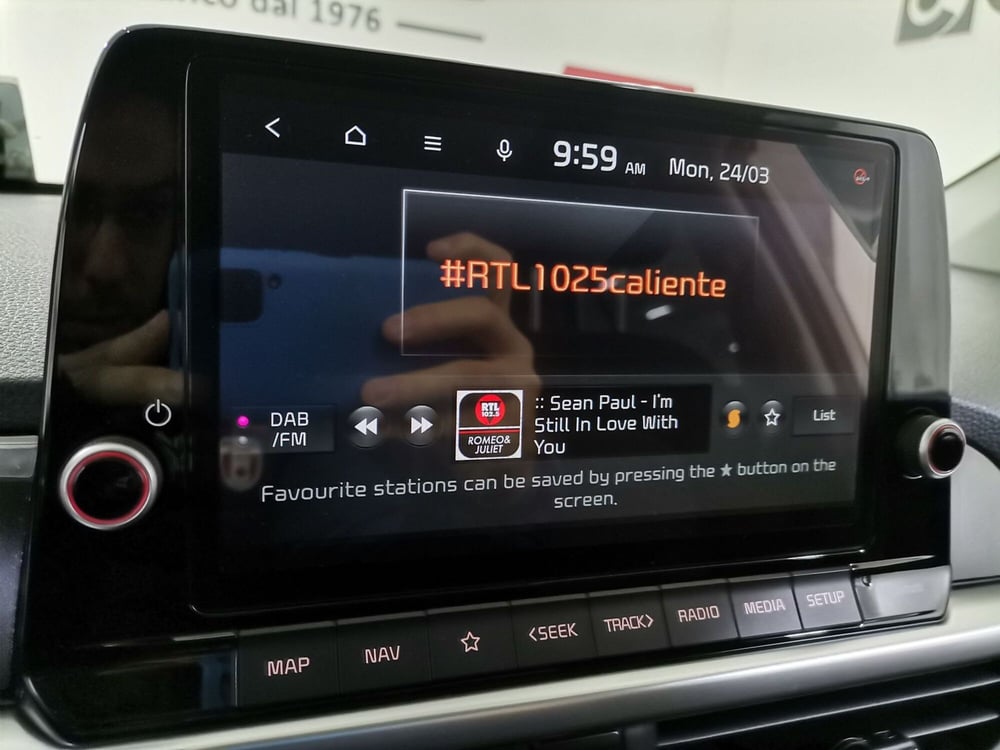 dal 1976
9:59 AM Mon, 24/03
#RTL1025caliente
DAB
/FM
RTL
102.5
ROMEO&
JULIET
:: Sean Paul - I'm
Still In Love With
You
List
Favourite stations can be saved by pressing the ★ button on the
screen.
MAP
NAV
<SEEK
TRACK>
RADIO
MEDIA
SETUP